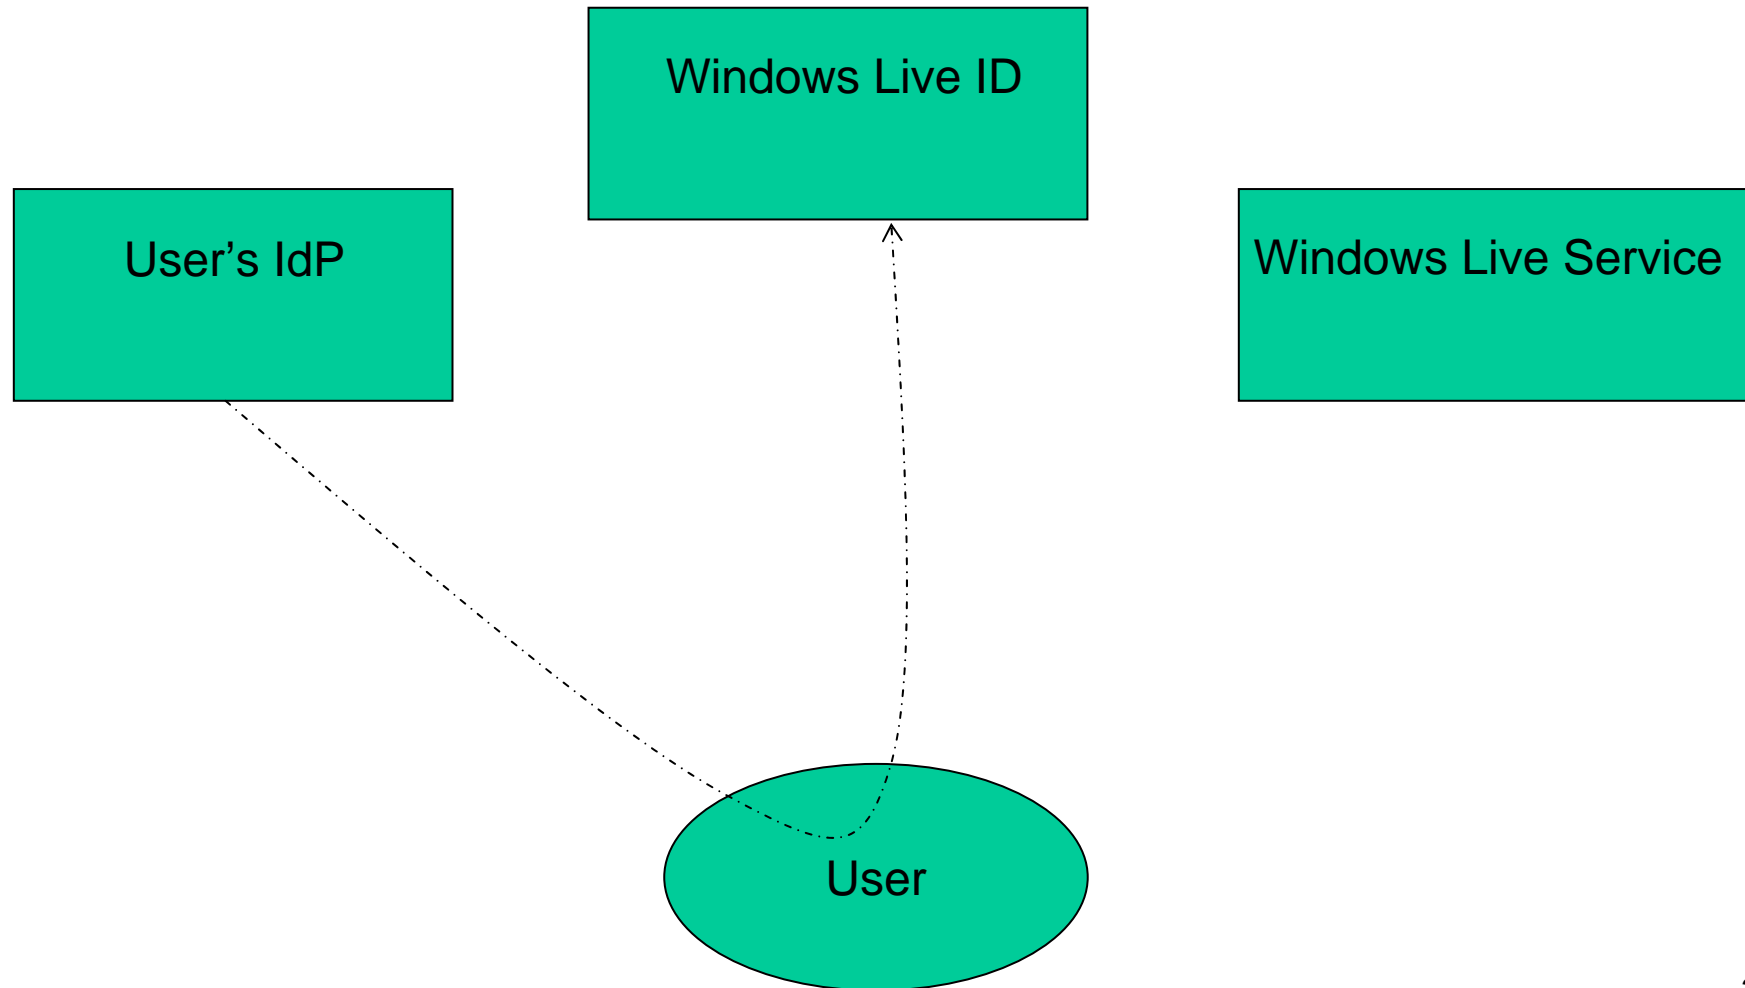 Windows Live ID
User’s IdP
Windows Live Service
User